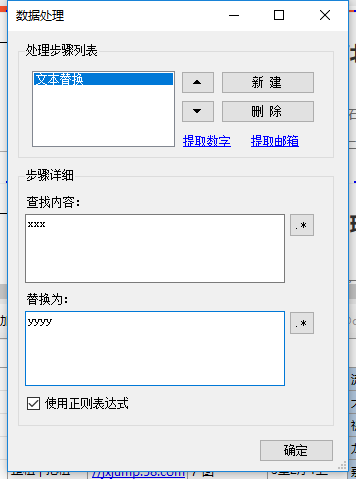 数据处理
处理步骤列表
文本替换
新 建
删 除
提取数字 提取邮箱
步骤详细
查找内容:
xxx
.*
替换为:
yyyy
.*
使用正则表达式
确定